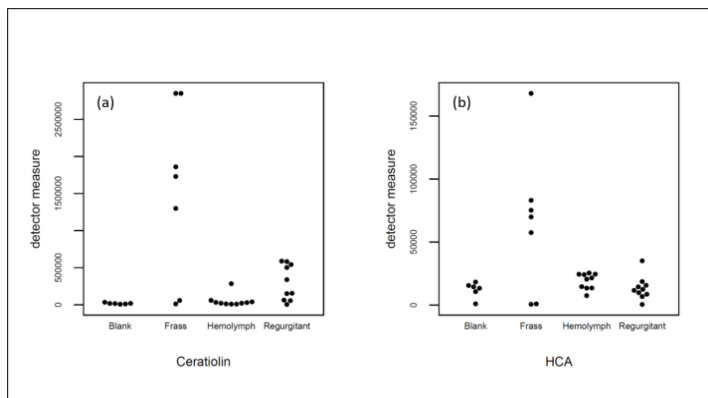 (a)
detector measure
2500000
1500000
500000
0
Blank Frass Hemolymph Regurgitant
Ceratiolin
(b)
detector measure
150000
100000
50000
0
Blank Frass Hemolymph Regurgitant
HCA